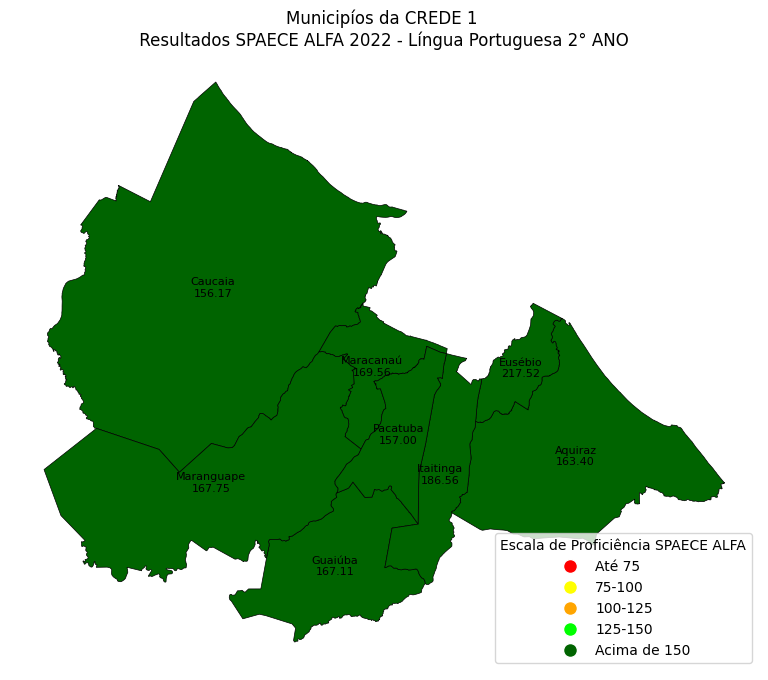 Municipíos da CREDE 1
Resultados SPAECE ALFA 2022 - Língua Portuguesa 2° ANO
Caucaia
156.17
Maracanaú
169.56
Eusébio
217.52
Pacatuba
157.00
Aquiraz
163.40
Itaitinga
186.56
Maranguape
167.75
Guaiúba
167.11
Escala de Proficiência SPAECE ALFA
Até 75
75-100
100-125
125-150
Acima de 150